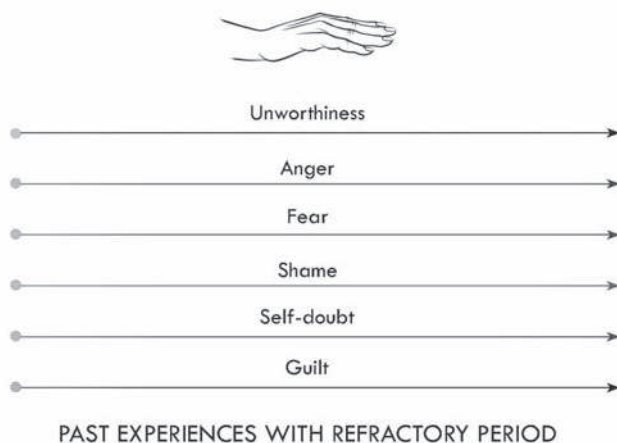 Unworthiness
Anger
Fear
Shame
Self-doubt
Guilt
PAST EXPERIENCES WITH REFRACTORY PERIOD